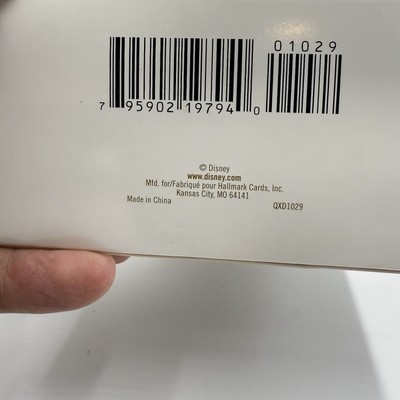 01029
7 95902 19794 0
© Disney
www.disney.com
Mfd. for/Fabriqué pour Hallmark Cards, Inc.
Kansas City, MO 64141
Made in China QXD1029